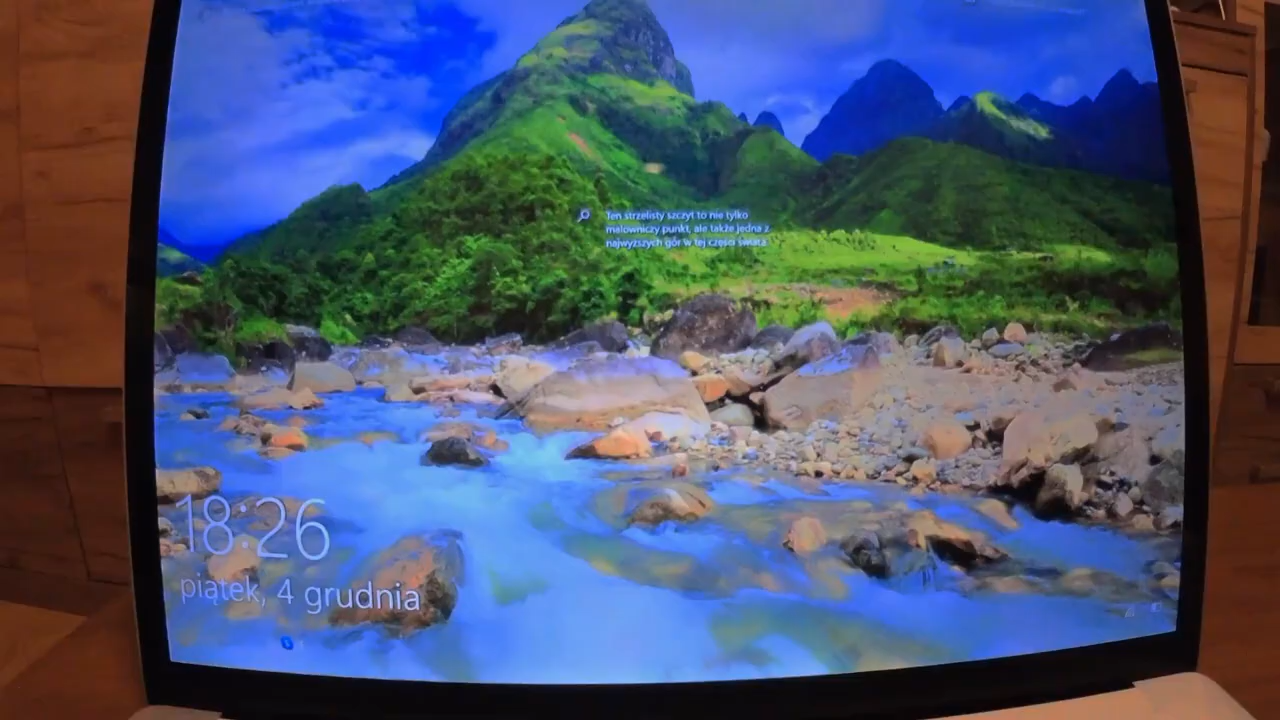 Ten strzelisty szczyt to nie tylko
malowniczy punkt, ale także jedna z
najwyższych gór w tej części świata.
18:26
piątek, 4 grudnia